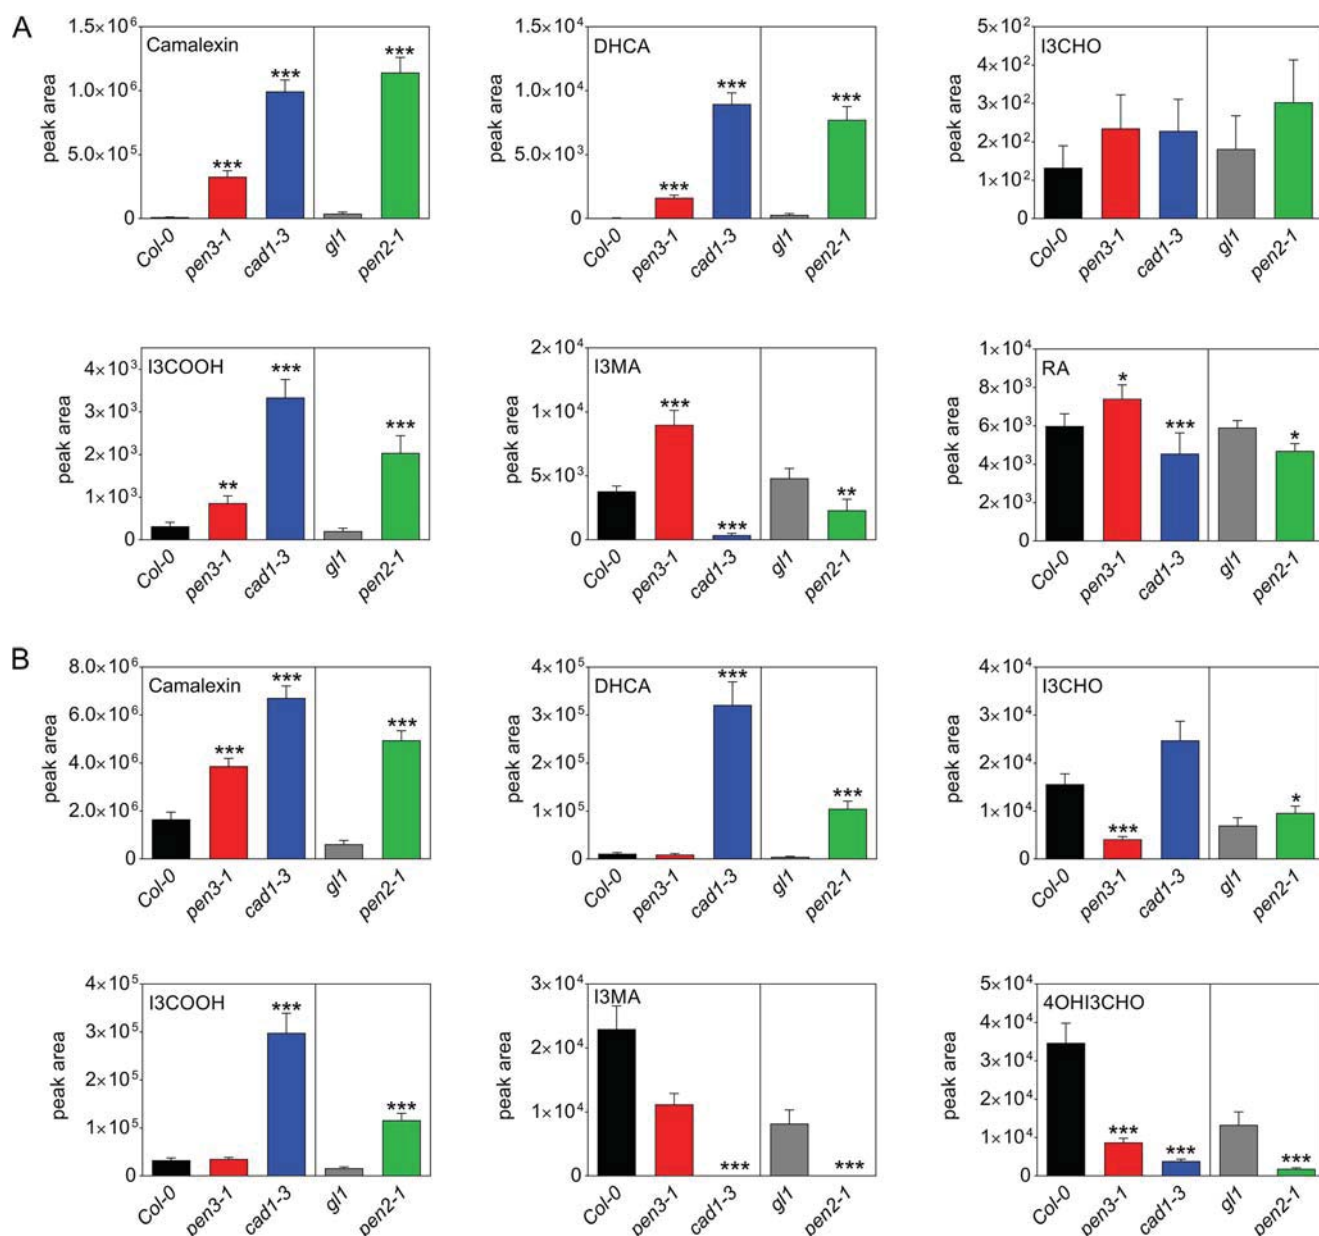 A
peak area
1.5×10⁶
1.0×10⁶
5.0×10⁵
0
Camalexin
***
***
***
Col-0
pen3-1
cad1-3
gl1
pen2-1
peak area
1.5×10⁴
1.0×10⁴
5.0×10³
0
DHCA
***
***
***
Col-0
pen3-1
cad1-3
gl1
pen2-1
peak area
5×10²
4×10²
3×10²
2×10²
1×10²
0
I3CHO
Col-0
pen3-1
cad1-3
gl1
pen2-1
peak area
4×10³
3×10³
2×10³
1×10³
0
I3COOH
**
***
***
Col-0
pen3-1
cad1-3
gl1
pen2-1
peak area
2×10⁴
1×10⁴
5×10³
0
I3MA
***
***
**
Col-0
pen3-1
cad1-3
gl1
pen2-1
peak area
1×10⁴
8×10³
6×10³
4×10³
2×10³
0
RA
*
***
*
Col-0
pen3-1
cad1-3
gl1
pen2-1
B
peak area
8.0×10⁶
6.0×10⁶
4.0×10⁶
2.0×10⁶
0
Camalexin
***
***
***
Col-0
pen3-1
cad1-3
gl1
pen2-1
peak area
4×10⁵
3×10⁵
2×10⁵
1×10⁵
0
DHCA
***
***
Col-0
pen3-1
cad1-3
gl1
pen2-1
peak area
4×10⁴
3×10⁴
2×10⁴
1×10⁴
0
I3CHO
***
*
Col-0
pen3-1
cad1-3
gl1
pen2-1
peak area
4×10⁵
3×10⁵
2×10⁵
1×10⁵
0
I3COOH
***
***
Col-0
pen3-1
cad1-3
gl1
pen2-1
peak area
3×10⁴
2×10⁴
1×10⁴
0
I3MA
***
***
Col-0
pen3-1
cad1-3
gl1
pen2-1
peak area
5×10⁴
4×10⁴
3×10⁴
2×10⁴
1×10⁴
0
4OHI3CHO
***
***
***
Col-0
pen3-1
cad1-3
gl1
pen2-1